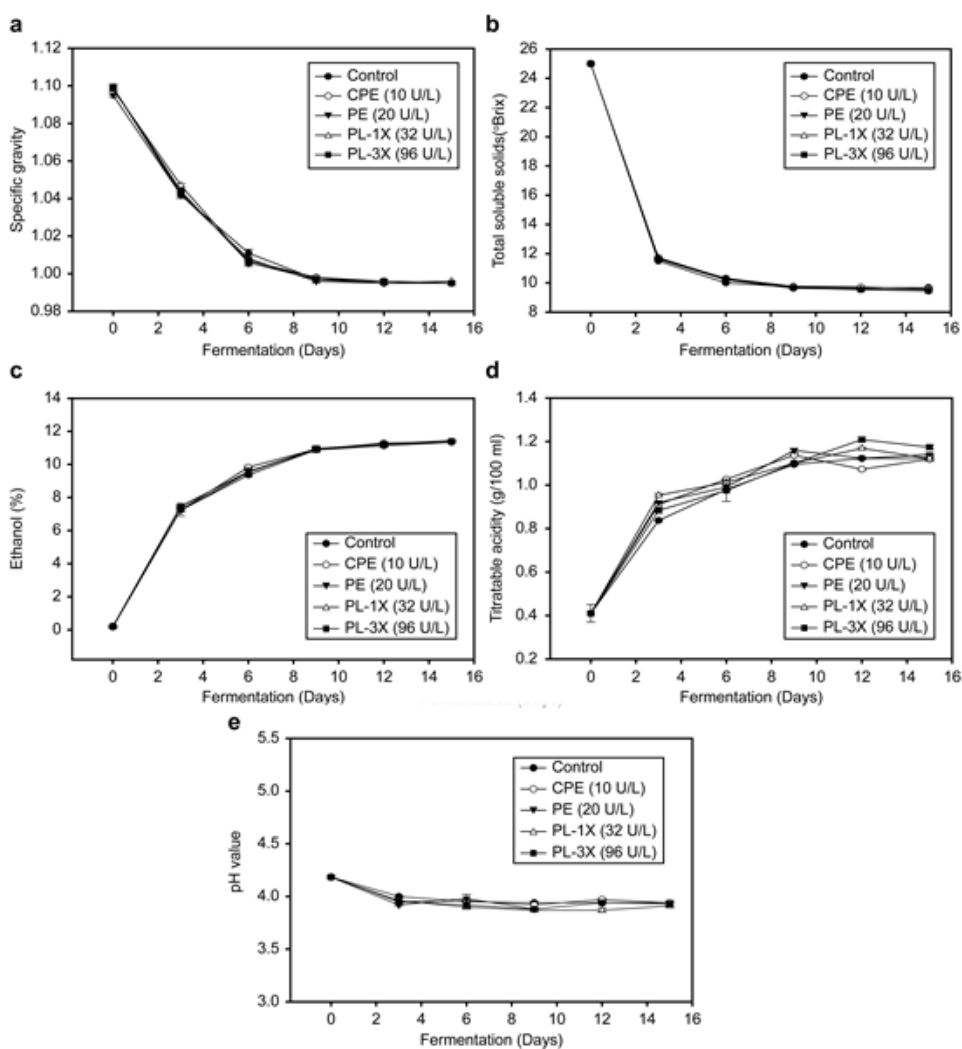 a
1.12
1.10
1.08
1.06
1.04
1.02
1.00
0.98
Specific gravity
0 2 4 6 8 10 12 14 16
Fermentation (Days)
Control
CPE (10 U/L)
PE (20 U/L)
PL-1X (32 U/L)
PL-3X (96 U/L)
b
26
24
22
20
18
16
14
12
10
8
Total soluble solids(°Brix)
0 2 4 6 8 10 12 14 16
Fermentation (Days)
Control
CPE (10 U/L)
PE (20 U/L)
PL-1X (32 U/L)
PL-3X (96 U/L)
c
14
12
10
8
6
4
2
0
Ethanol (%)
0 2 4 6 8 10 12 14 16
Fermentation (Days)
Control
CPE (10 U/L)
PE (20 U/L)
PL-1X (32 U/L)
PL-3X (96 U/L)
d
1.4
1.2
1.0
0.8
0.6
0.4
0.2
Titratable acidity (g/100 ml)
0 2 4 6 8 10 12 14 16
Fermentation (Days)
Control
CPE (10 U/L)
PE (20 U/L)
PL-1X (32 U/L)
PL-3X (96 U/L)
e
5.5
5.0
4.5
4.0
3.5
3.0
pH value
0 2 4 6 8 10 12 14 16
Fermentation (Days)
Control
CPE (10 U/L)
PE (20 U/L)
PL-1X (32 U/L)
PL-3X (96 U/L)